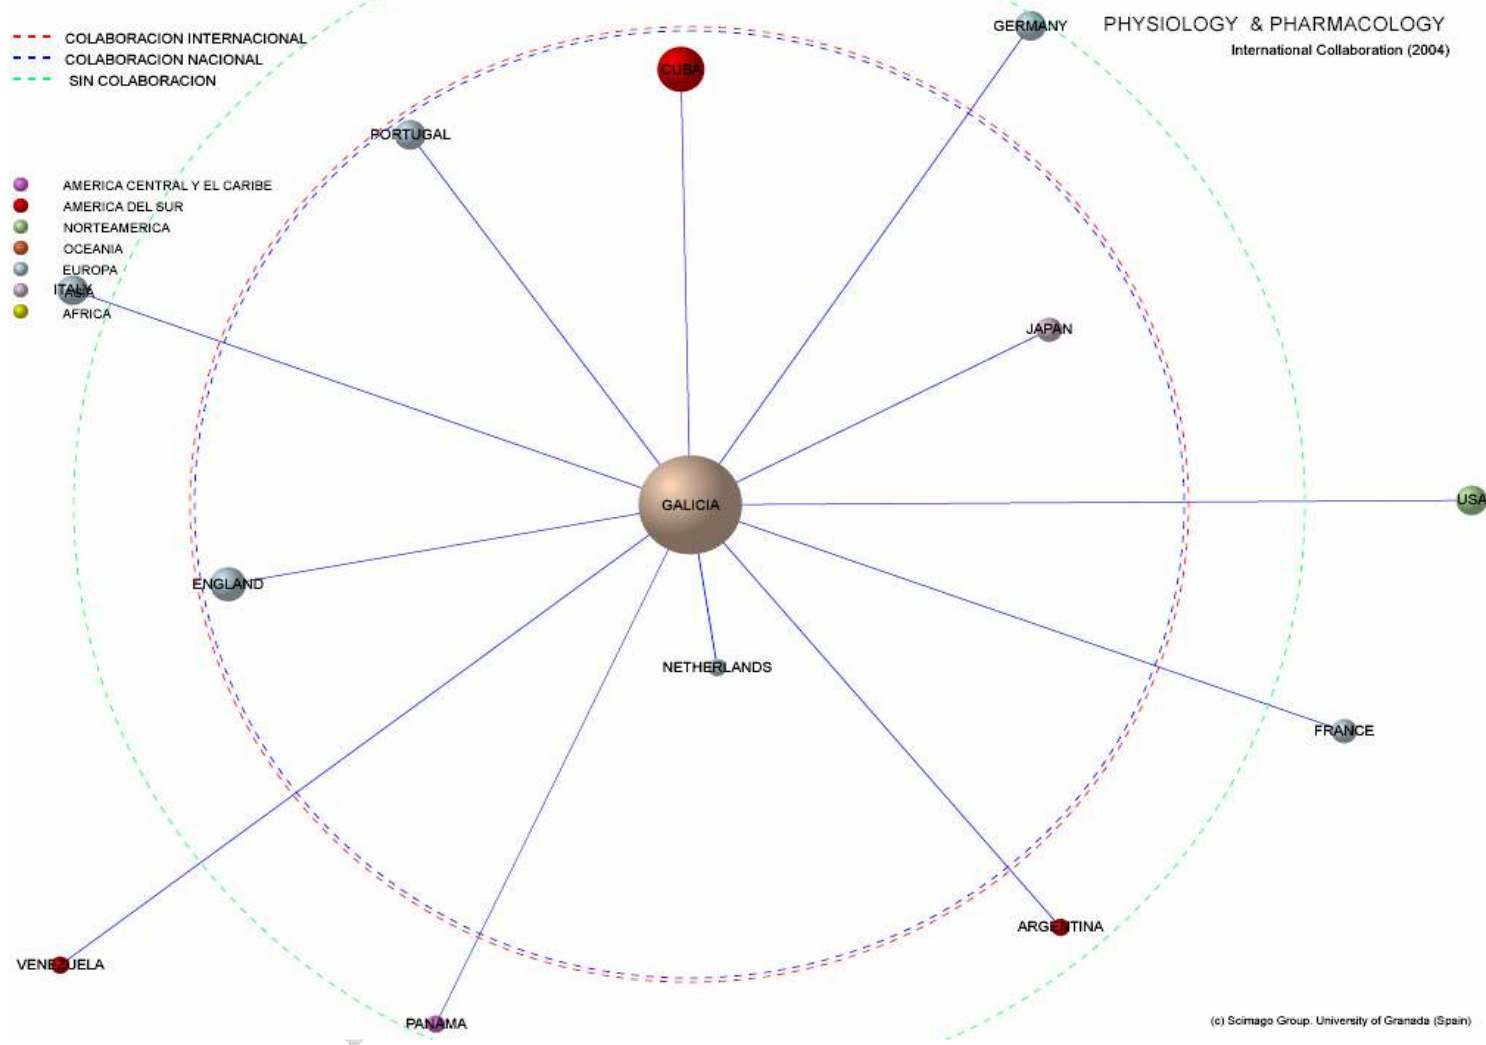 PHYSIOLOGY & PHARMACOLOGY
International Collaboration (2004)
COLABORACION INTERNACIONAL
COLABORACION NACIONAL
SIN COLABORACION
GERMANY
CUBA
PORTUGAL
AMERICA CENTRAL Y EL CARIBE
AMERICA DEL SUR
NORTEAMERICA
OCEANIA
EUROPA
ITALY
ASIA
AFRICA
JAPAN
GALICIA
USA
ENGLAND
NETHERLANDS
FRANCE
ARGENTINA
VENEZUELA
PANAMA
(c) Scimago Group. University of Granada (Spain)